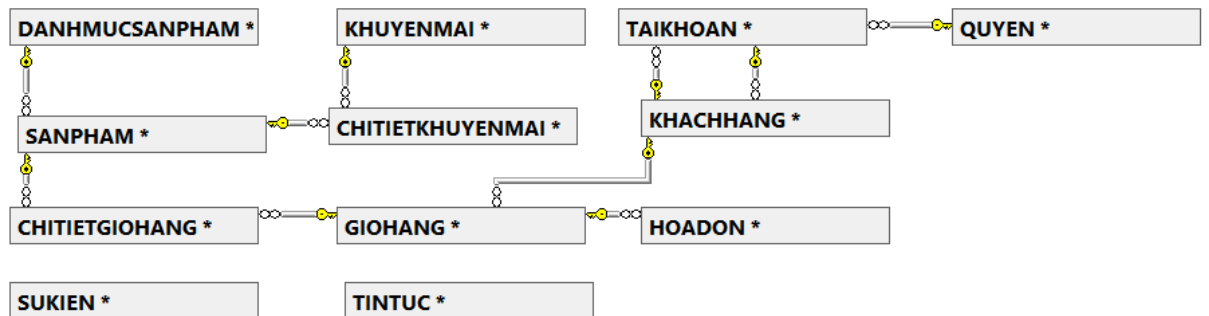 DANHMUCSANPHAM *
KHUYENMAI *
TAIKHOAN *
QUYEN *
SANPHAM *
CHITIETKHUYENMAI *
KHACHHANG *
CHITIETGIOHANG *
GIOHANG *
HOADON *
SUKIEN *
TINTUC *